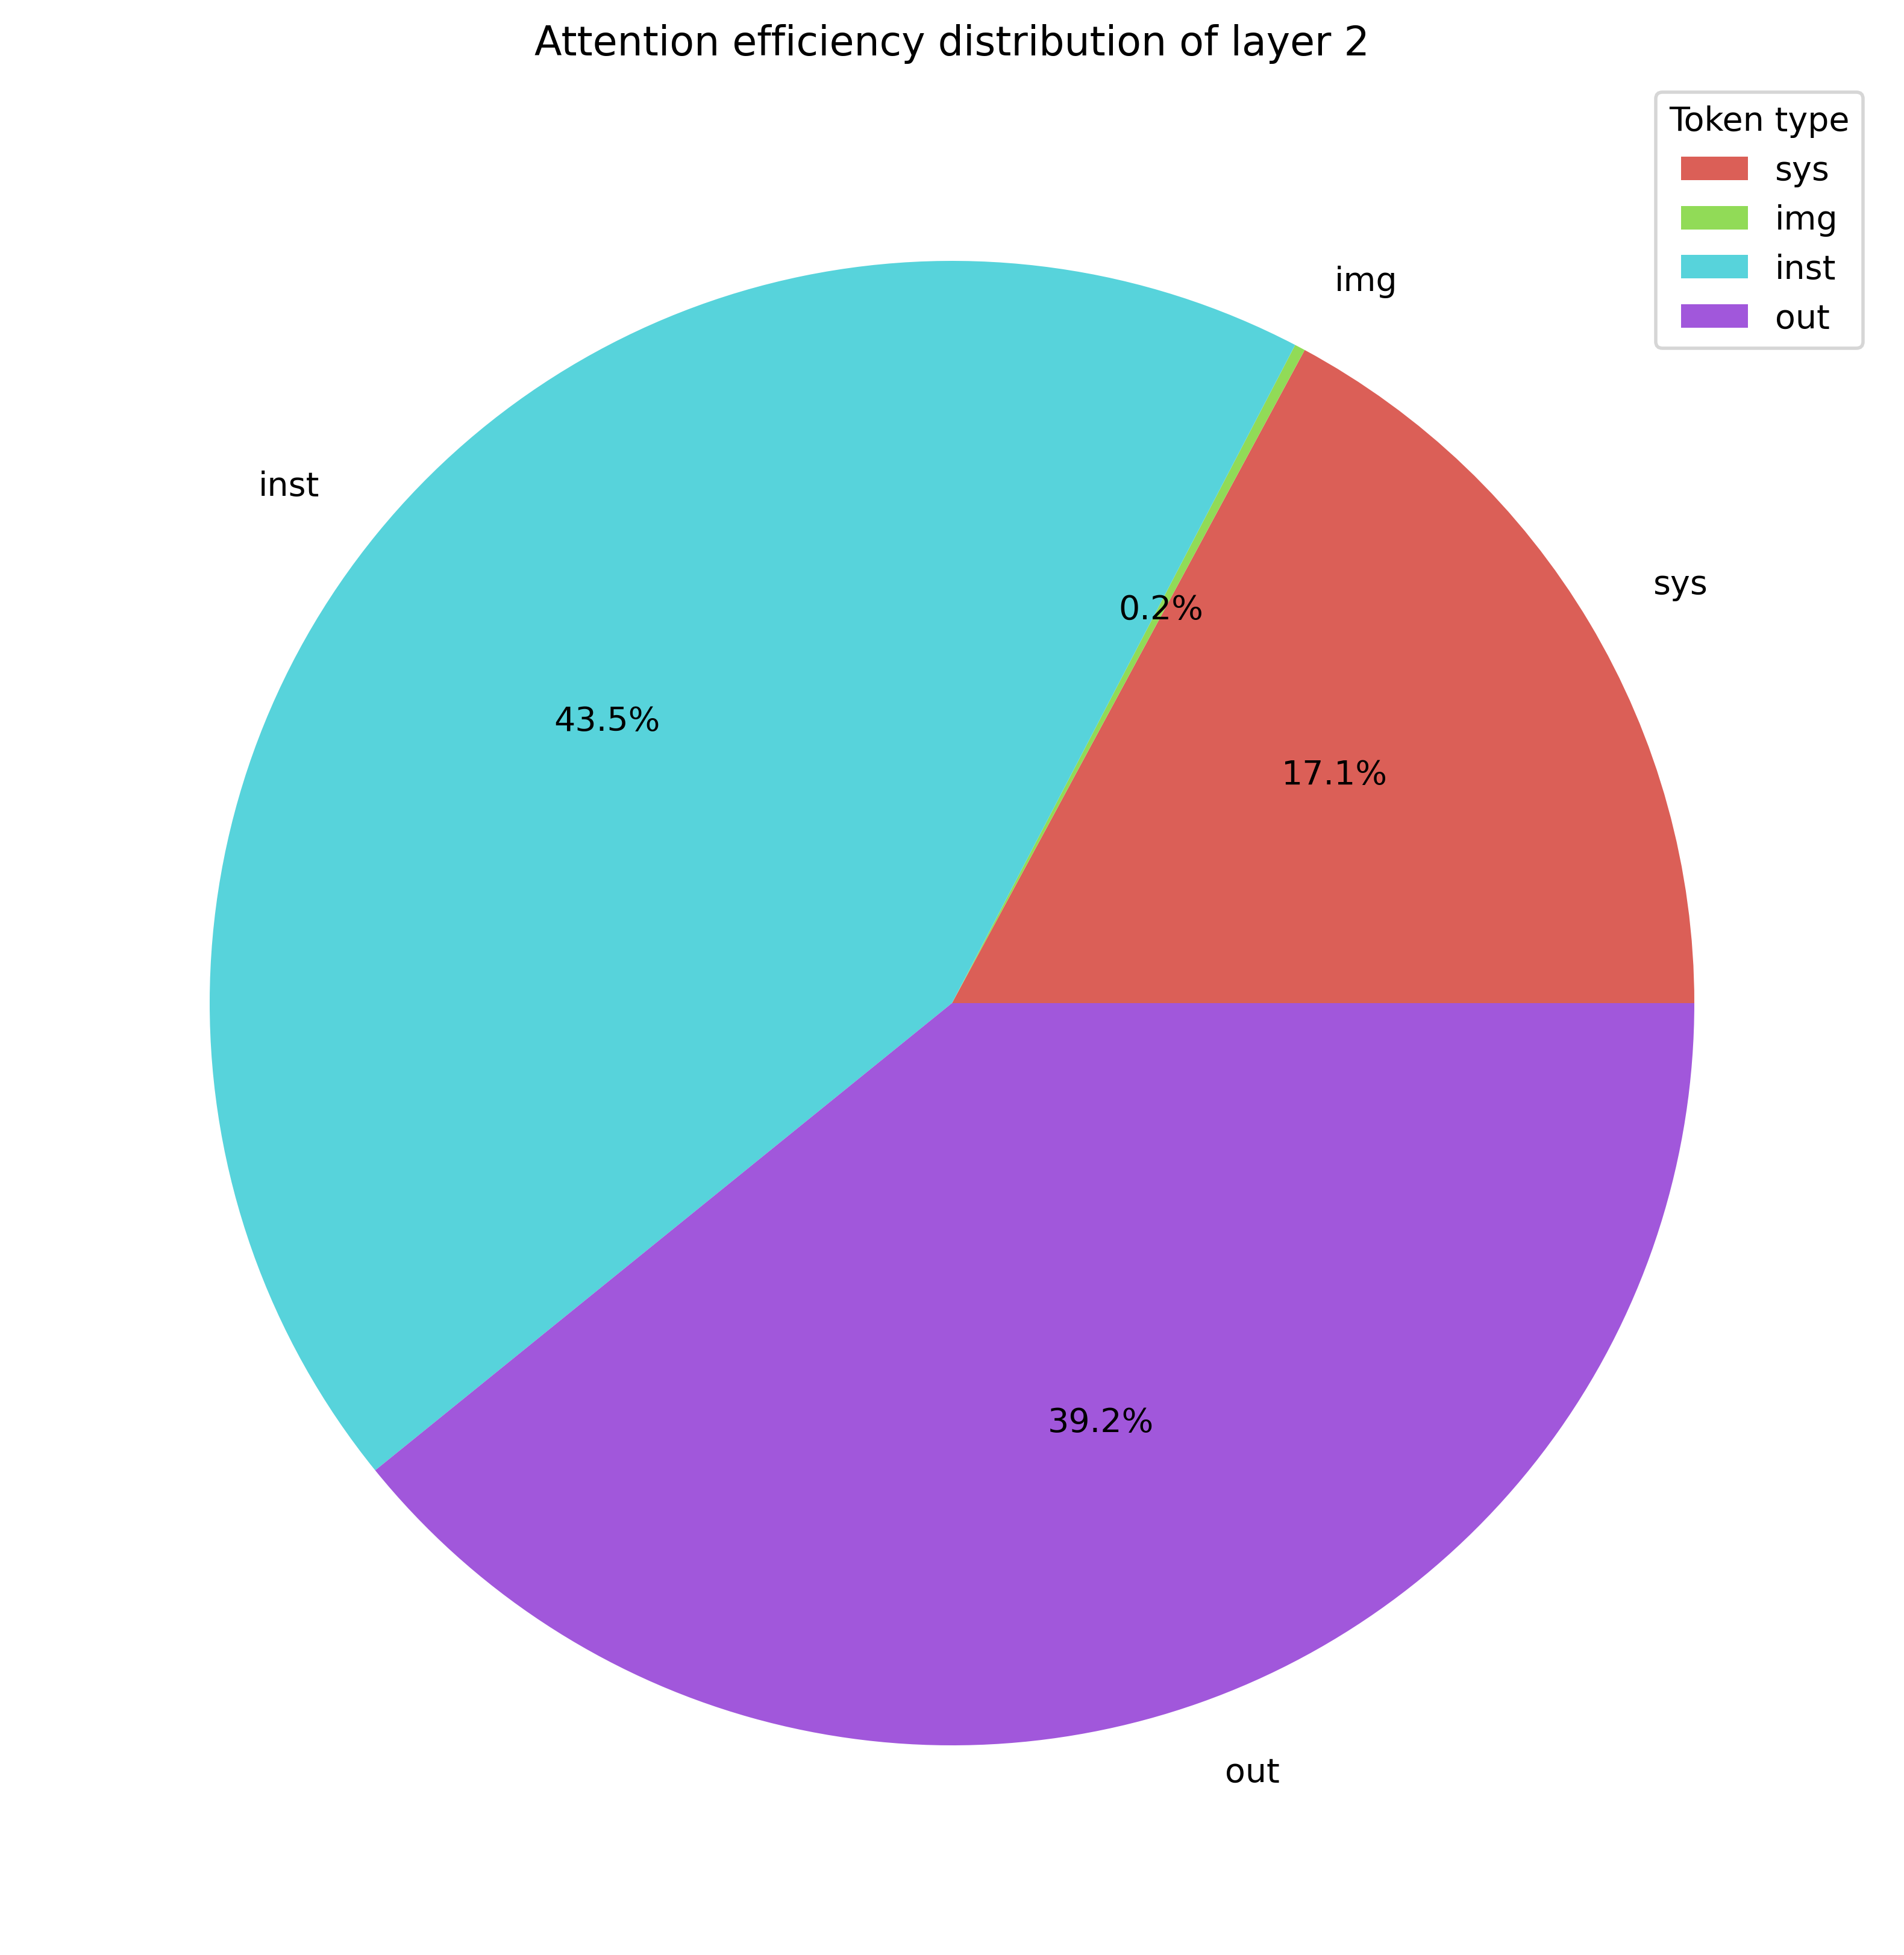 Attention efficiency distribution of layer 2
Token type
sys
img
inst
out
img
inst
sys
0.2%
43.5%
17.1%
39.2%
out